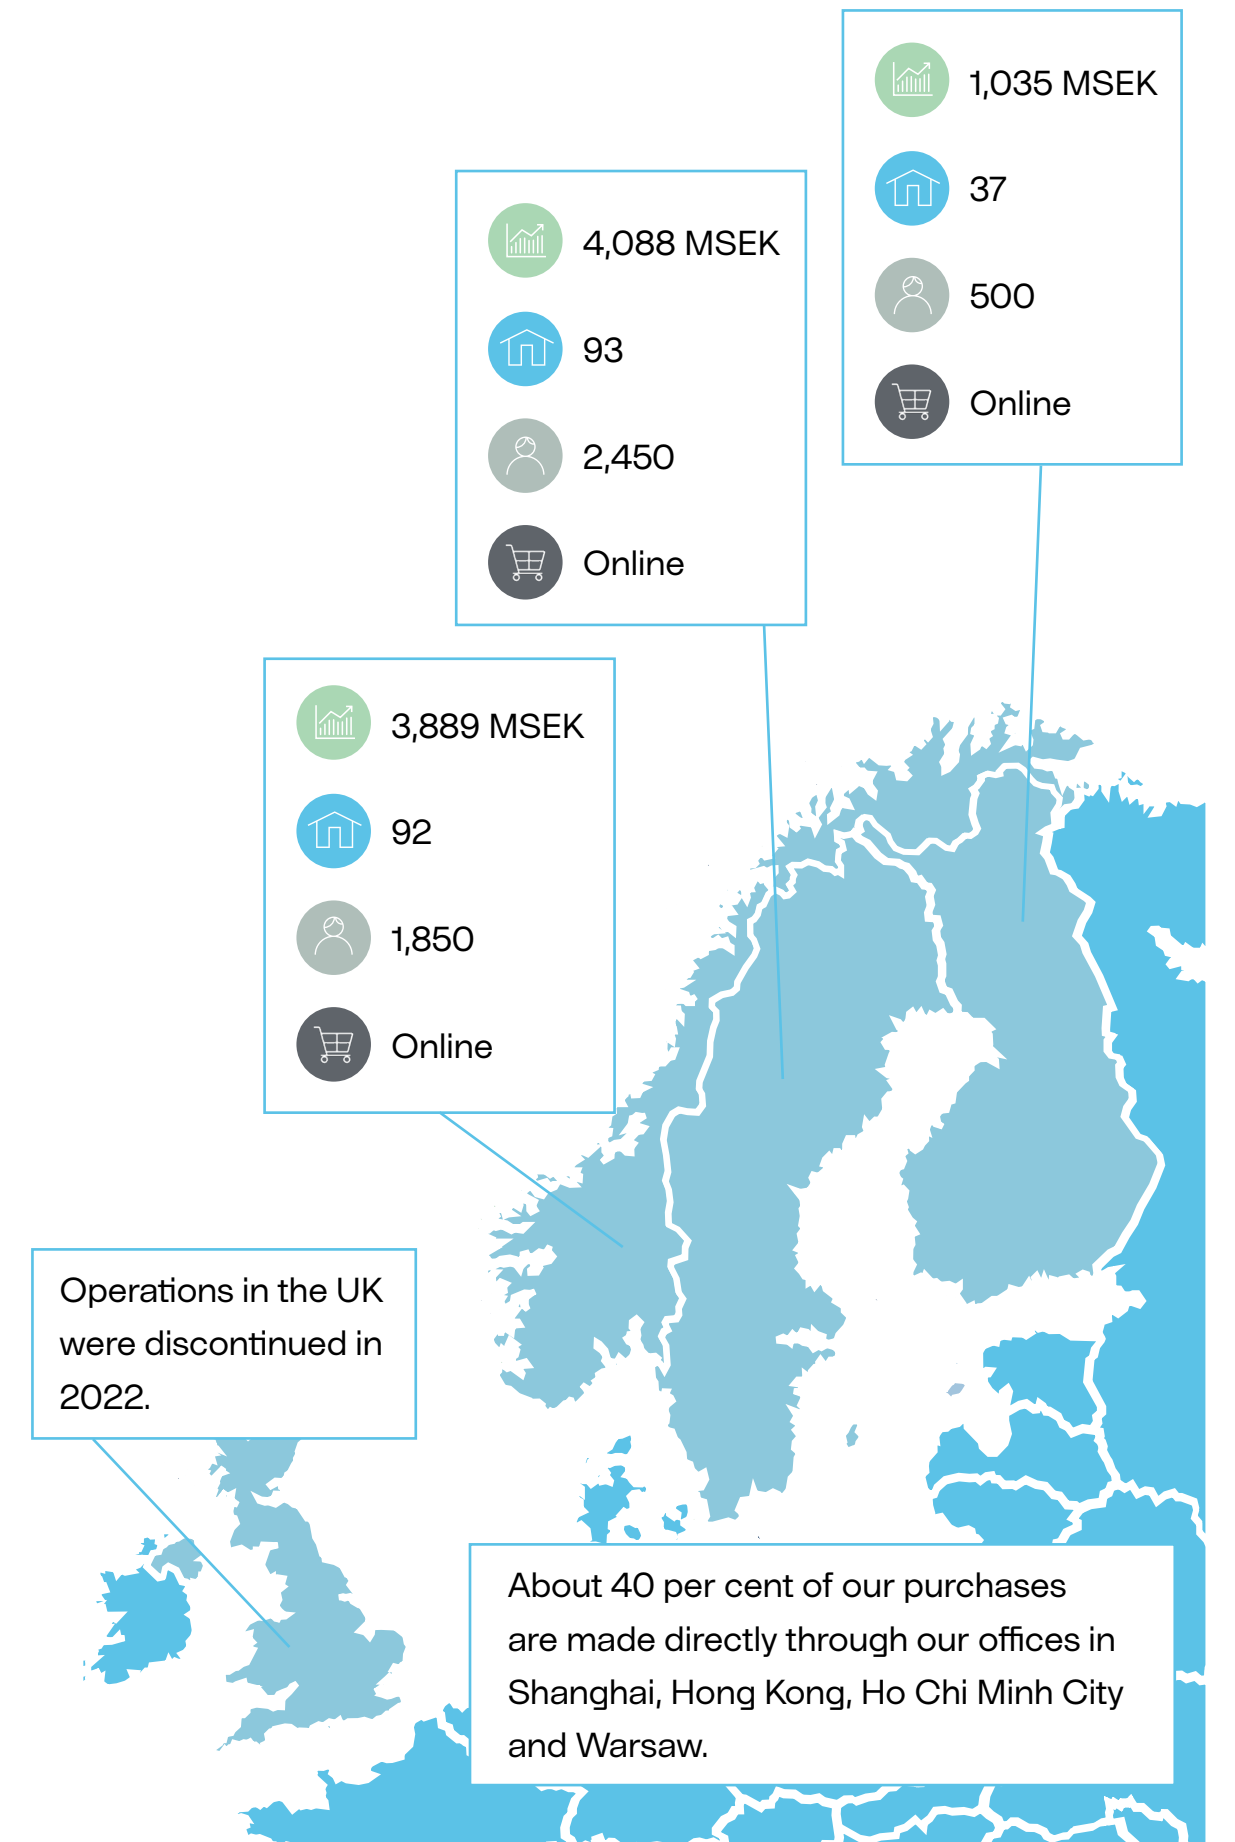 1,035 MSEK
37
500
Online
4,088 MSEK
93
2,450
Online
3,889 MSEK
92
1,850
Online
Operations in the UK
were discontinued in
2022.
About 40 per cent of our purchases
are made directly through our offices in
Shanghai, Hong Kong, Ho Chi Minh City
and Warsaw.